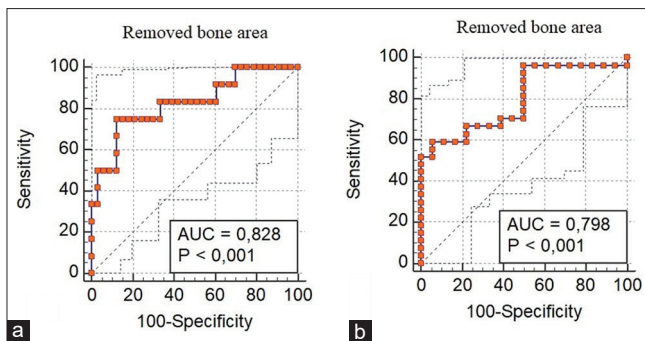 Removed bone area
100
80
60
40
20
0
Sensitivity
AUC = 0,828
P < 0,001
0 20 40 60 80 100
100-Specificity
a
Removed bone area
100
80
60
40
20
0
Sensitivity
AUC = 0,798
P < 0,001
0 20 40 60 80 100
100-Specificity
b